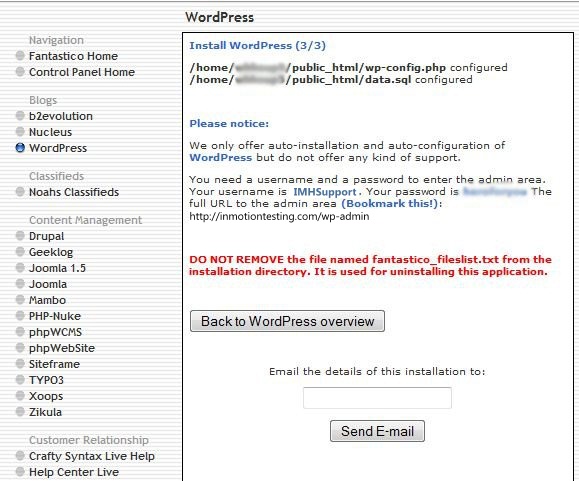 WordPress
Navigation
Fantastico Home
Control Panel Home
Blogs
b2evolution
Nucleus
WordPress
Classifieds
Noahs Classifieds
Content Management
Drupal
Geeklog
Joomla 1.5
Joomla
Mambo
PHP-Nuke
phpWCMS
phpWebSite
Siteframe
TYPO3
Xoops
Zikula
Customer Relationship
Crafty Syntax Live Help
Help Center Live
Install WordPress (3/3)
/home/ /public_html/wp-config.php configured
/home/ /public_html/data.sql configured
Please notice:
We only offer auto-installation and auto-configuration of
WordPress but do not offer any kind of support.
You need a username and a password to enter the admin area.
Your username is IMHSupport. Your password is The
full URL to the admin area (Bookmark this!):
http://inmotiontesting.com/wp-admin
DO NOT REMOVE the file named fantastico_fileslist.txt from the
installation directory. It is used for uninstalling this application.
Back to WordPress overview
Email the details of this installation to:
Send E-mail